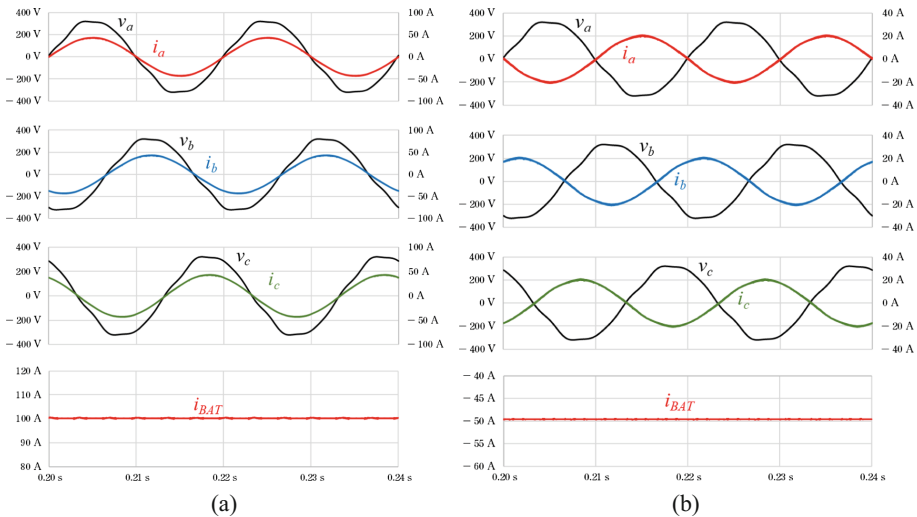 400 V
200 V
0 V
− 200 V
− 400 V
v_a
i_a
100 A
50 A
0 A
− 50 A
− 100 A
400 V
200 V
0 V
− 200 V
− 400 V
v_b
i_b
100 A
50 A
0 A
− 50 A
− 100 A
400 V
200 V
0 V
− 200 V
− 400 V
v_c
i_c
100 A
50 A
0 A
− 50 A
− 100 A
120 A
110 A
100 A
90 A
80 A
i_BAT
0.20 s 0.21 s 0.22 s 0.23 s 0.24 s
(a)
400 V
200 V
0 V
− 200 V
− 400 V
v_a
i_a
40 A
20 A
0 A
− 20 A
− 40 A
400 V
200 V
0 V
− 200 V
− 400 V
v_b
i_b
40 A
20 A
0 A
− 20 A
− 40 A
400 V
200 V
0 V
− 200 V
− 400 V
v_c
i_c
40 A
20 A
0 A
− 20 A
− 40 A
− 40 A
− 45 A
− 50 A
− 55 A
− 60 A
i_BAT
0.20 s 0.21 s 0.22 s 0.23 s 0.24 s
(b)